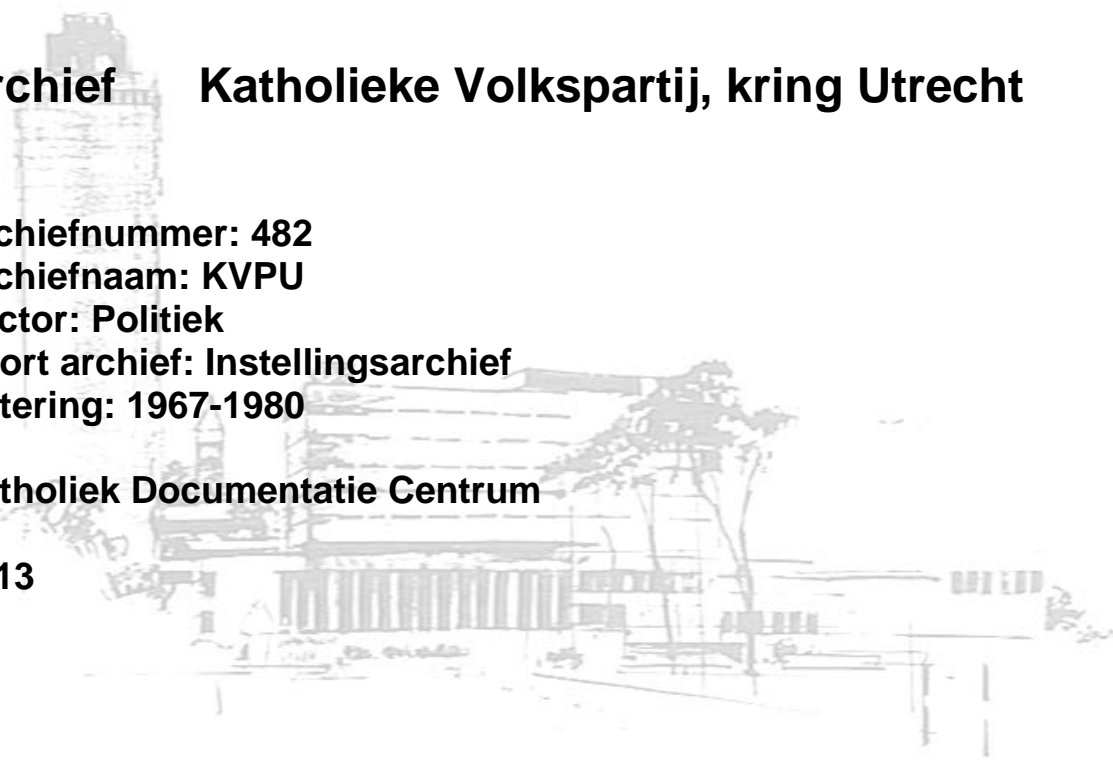 rchief Katholieke Volkspartij, kring Utrecht
chiefnummer: 482
chiefnaam: KVPU
ctor: Politiek
ort archief: Instellingsarchief
tering: 1967-1980
tholiek Documentatie Centrum
13